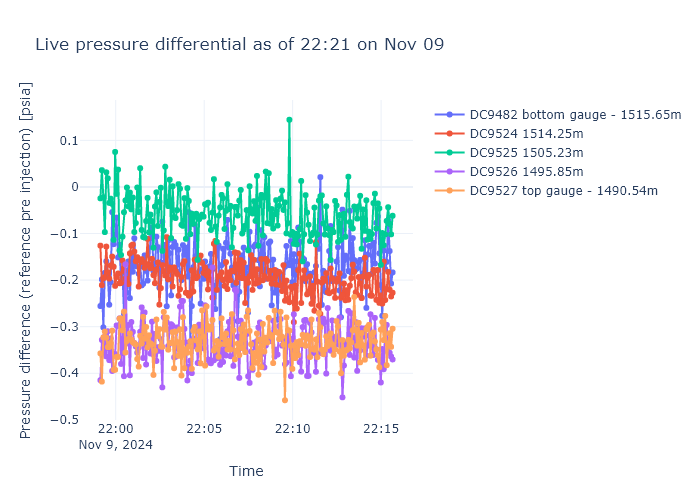 Live pressure differential as of 22:21 on Nov 09
Pressure difference (reference pre injection) [psia]
0.1
0
−0.1
−0.2
−0.3
−0.4
−0.5
22:00
Nov 9, 2024
22:05
22:10
22:15
Time
DC9482 bottom gauge - 1515.65m
DC9524 1514.25m
DC9525 1505.23m
DC9526 1495.85m
DC9527 top gauge - 1490.54m